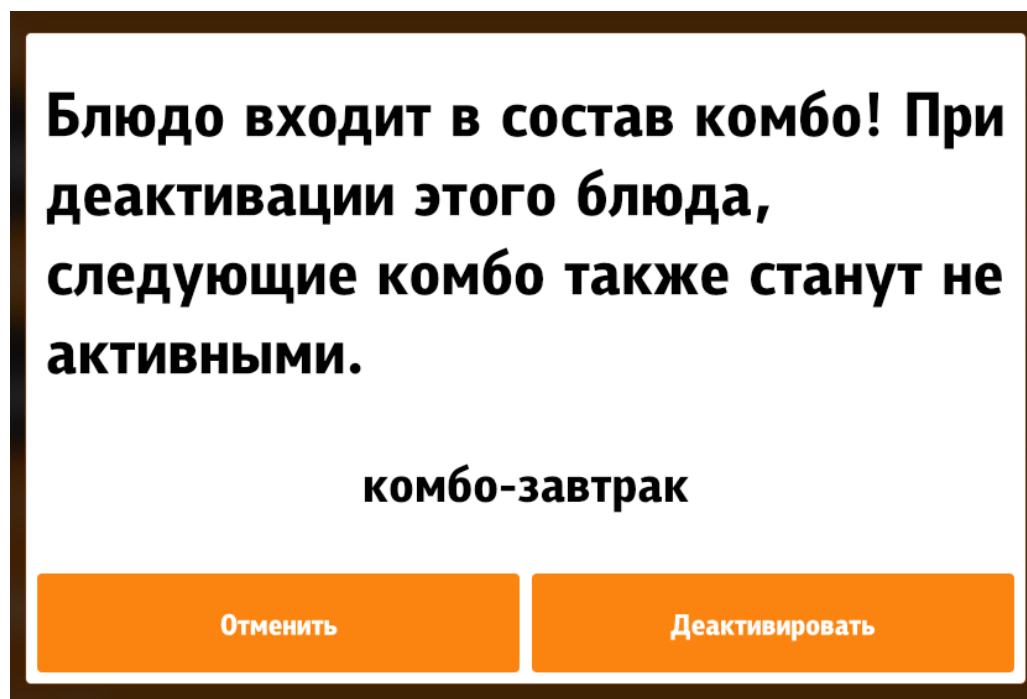 Блюдо входит в состав комбо! При
деактивации этого блюда,
следующие комбо также станут не
активными.
комбо-завтрак
Отменить
Деактивировать